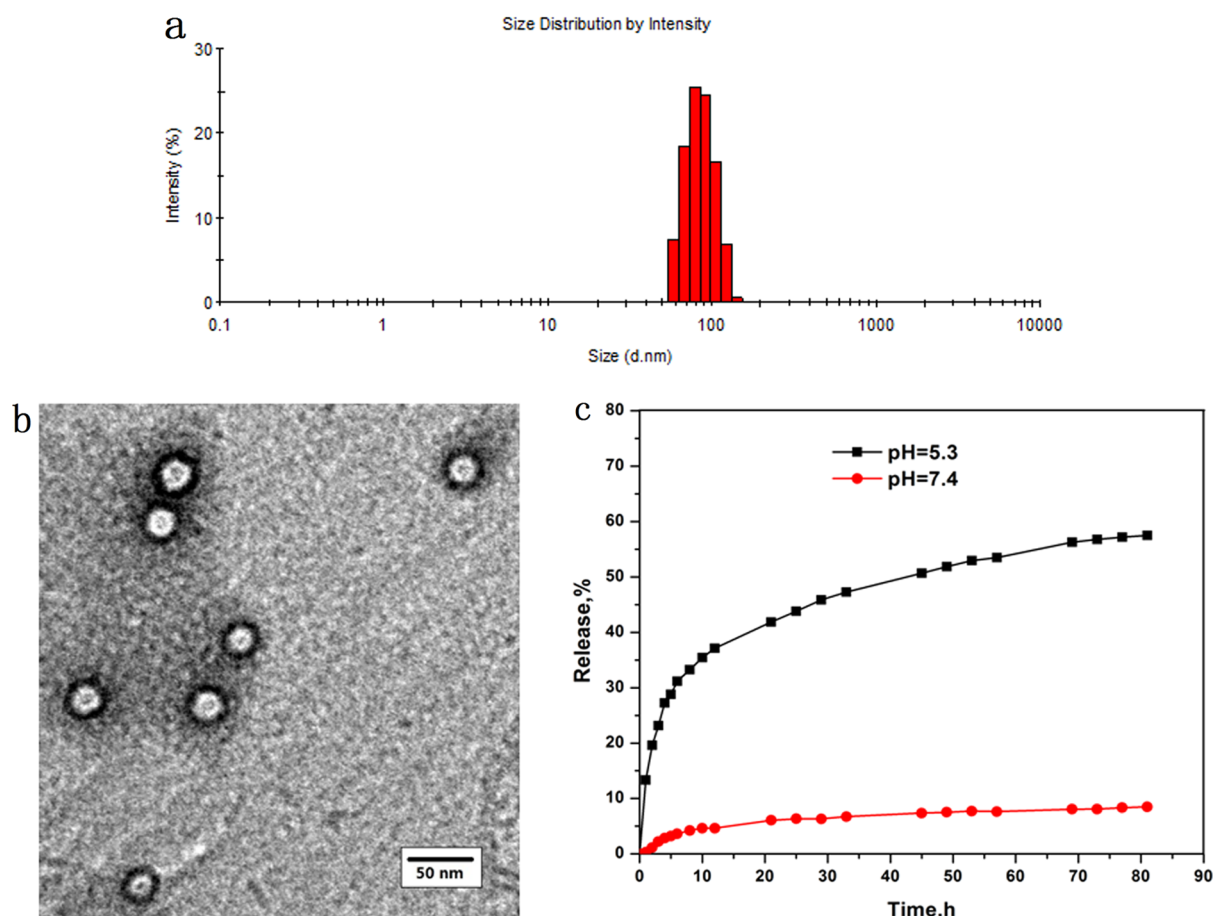 a
Size Distribution by Intensity
30
20
10
0
Intensity (%)
0.1 1 10 100 1000 10000
Size (d.nm)
b
50 nm
c
80
70
60
50
40
30
20
10
0
Release,%
pH=5.3
pH=7.4
0 10 20 30 40 50 60 70 80 90
Time,h